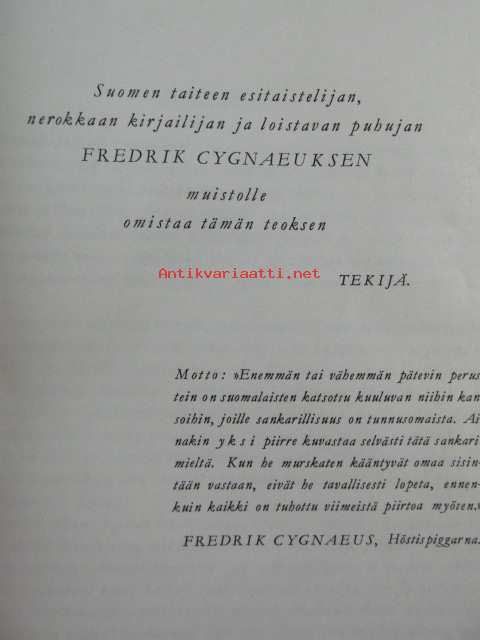 Suomen taiteen esitaistelijan,
nerokkaan kirjailijan ja loistavan puhujan
FREDRIK CYGNAEUKSEN
muistolle
omistaa tämän teoksen
Antikvariaatti.net
TEKIJÄ.
Motto: »Enemmän tai vähemmän pätevin perus
tein on suomalaisten katsottu kuuluvan niihin kan
soihin, joille sankarillisuus on tunnusomaista. Ai
nakin yksi piirre kuvastaa selvästi tätä sankari
mieltä. Kun he murskaten kääntyvät omaa sisin-
tään vastaan, eivät he tavallisesti lopeta, ennen-
kuin kaikki on tuhottu viimeistä piirtoa myöten.»
FREDRIK CYGNAEUS, Höstispiggarna.